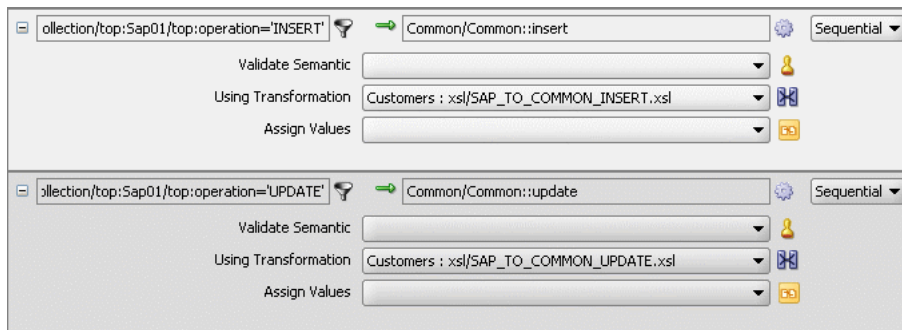 ollection/top:Sap01/top:operation='INSERT' Common/Common::insert Sequential
Validate Semantic
Using Transformation Customers : xsl/SAP_TO_COMMON_INSERT.xsl
Assign Values
ollection/top:Sap01/top:operation='UPDATE' Common/Common::update Sequential
Validate Semantic
Using Transformation Customers : xsl/SAP_TO_COMMON_UPDATE.xsl
Assign Values